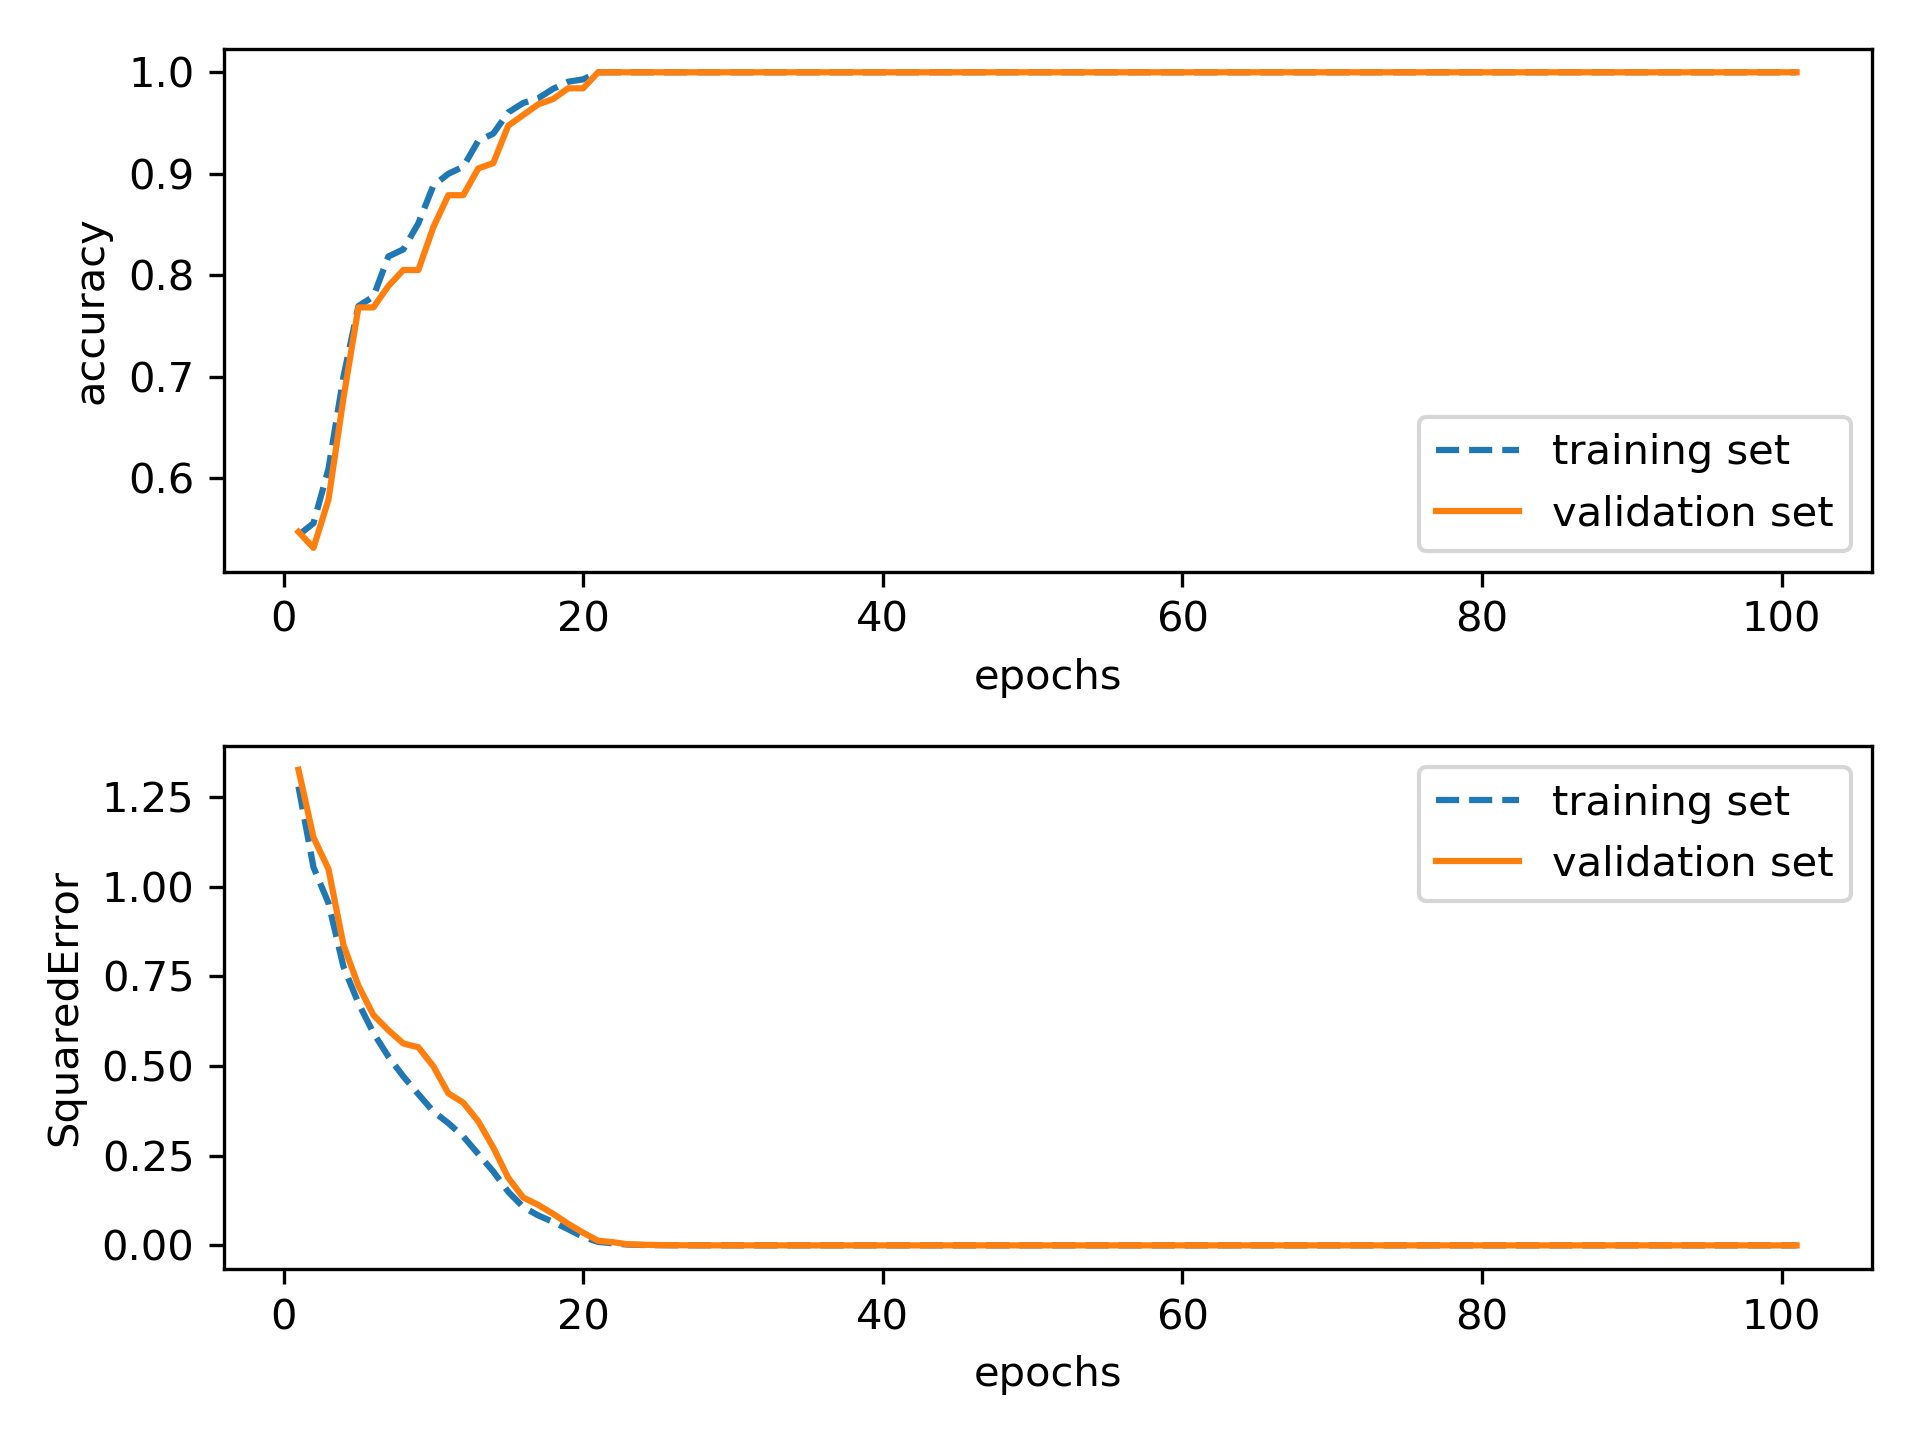 1.0
0.9
0.8
0.7
0.6
accuracy
training set
validation set
0 20 40 60 80 100
epochs
1.25
1.00
0.75
0.50
0.25
0.00
SquaredError
training set
validation set
0 20 40 60 80 100
epochs